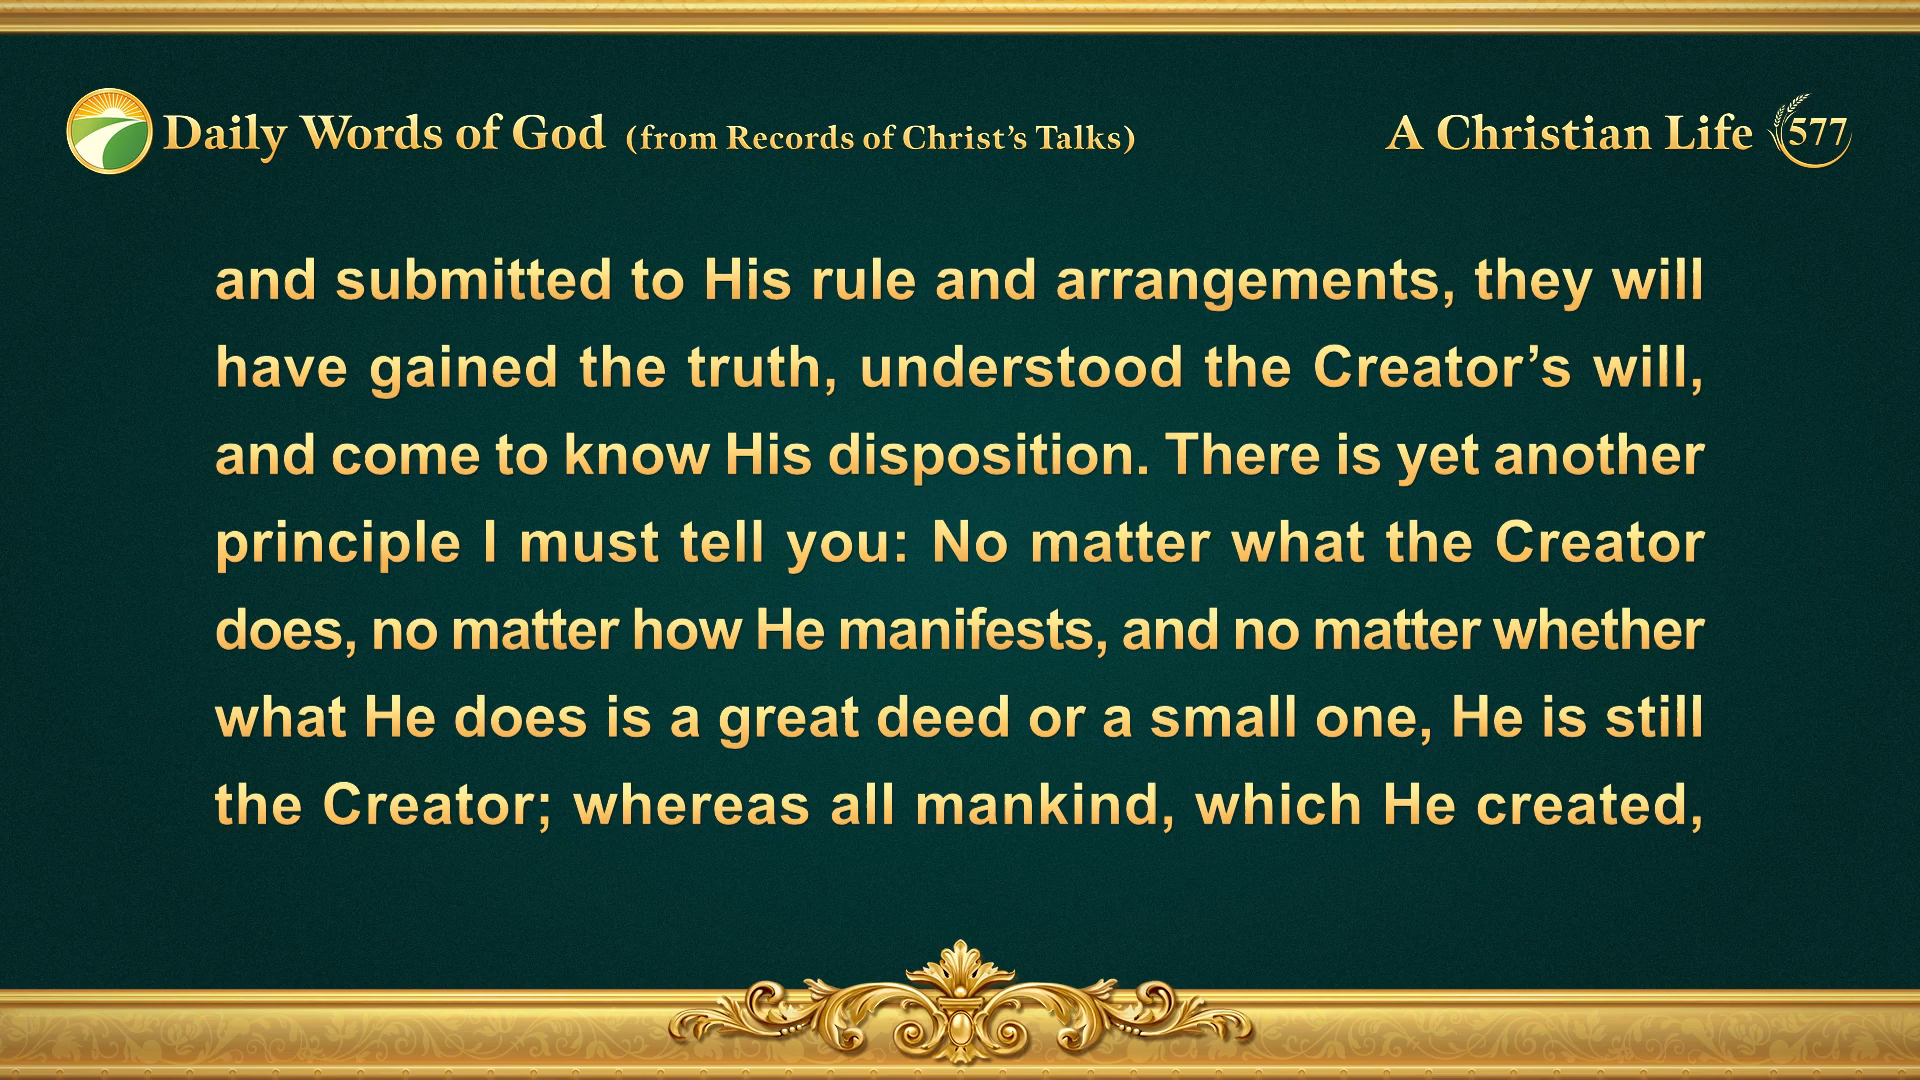 Daily Words of God (from Records of Christ’s Talks)
A Christian Life 577
and submitted to His rule and arrangements, they will
have gained the truth, understood the Creator’s will,
and come to know His disposition. There is yet another
principle I must tell you: No matter what the Creator
does, no matter how He manifests, and no matter whether
what He does is a great deed or a small one, He is still
the Creator; whereas all mankind, which He created,